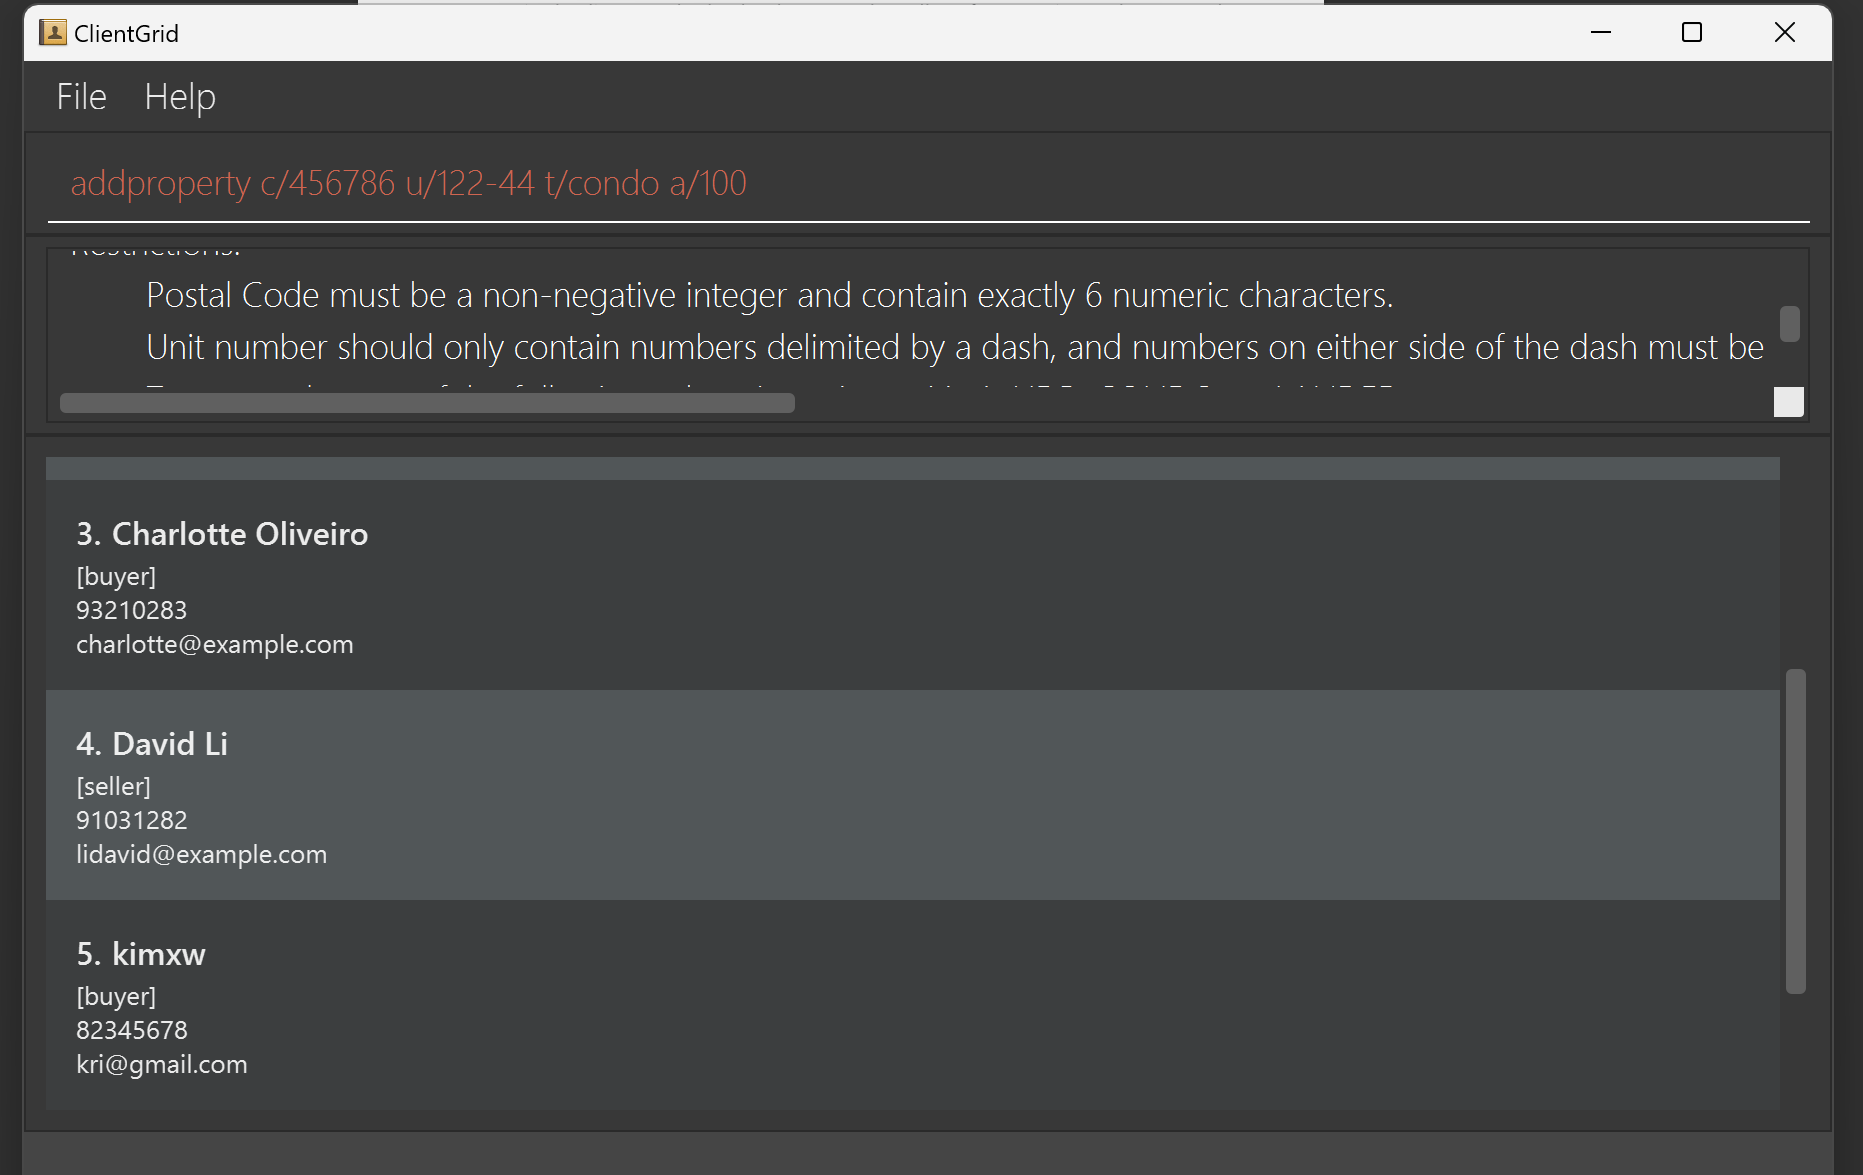 ClientGrid
File Help
addproperty c/456786 u/122-44 t/condo a/100
Restrictions:
Postal Code must be a non-negative integer and contain exactly 6 numeric characters.
Unit number should only contain numbers delimited by a dash, and numbers on either side of the dash must be
3. Charlotte Oliveiro
[buyer]
93210283
charlotte@example.com
4. David Li
[seller]
91031282
lidavid@example.com
5. kimxw
[buyer]
82345678
kri@gmail.com